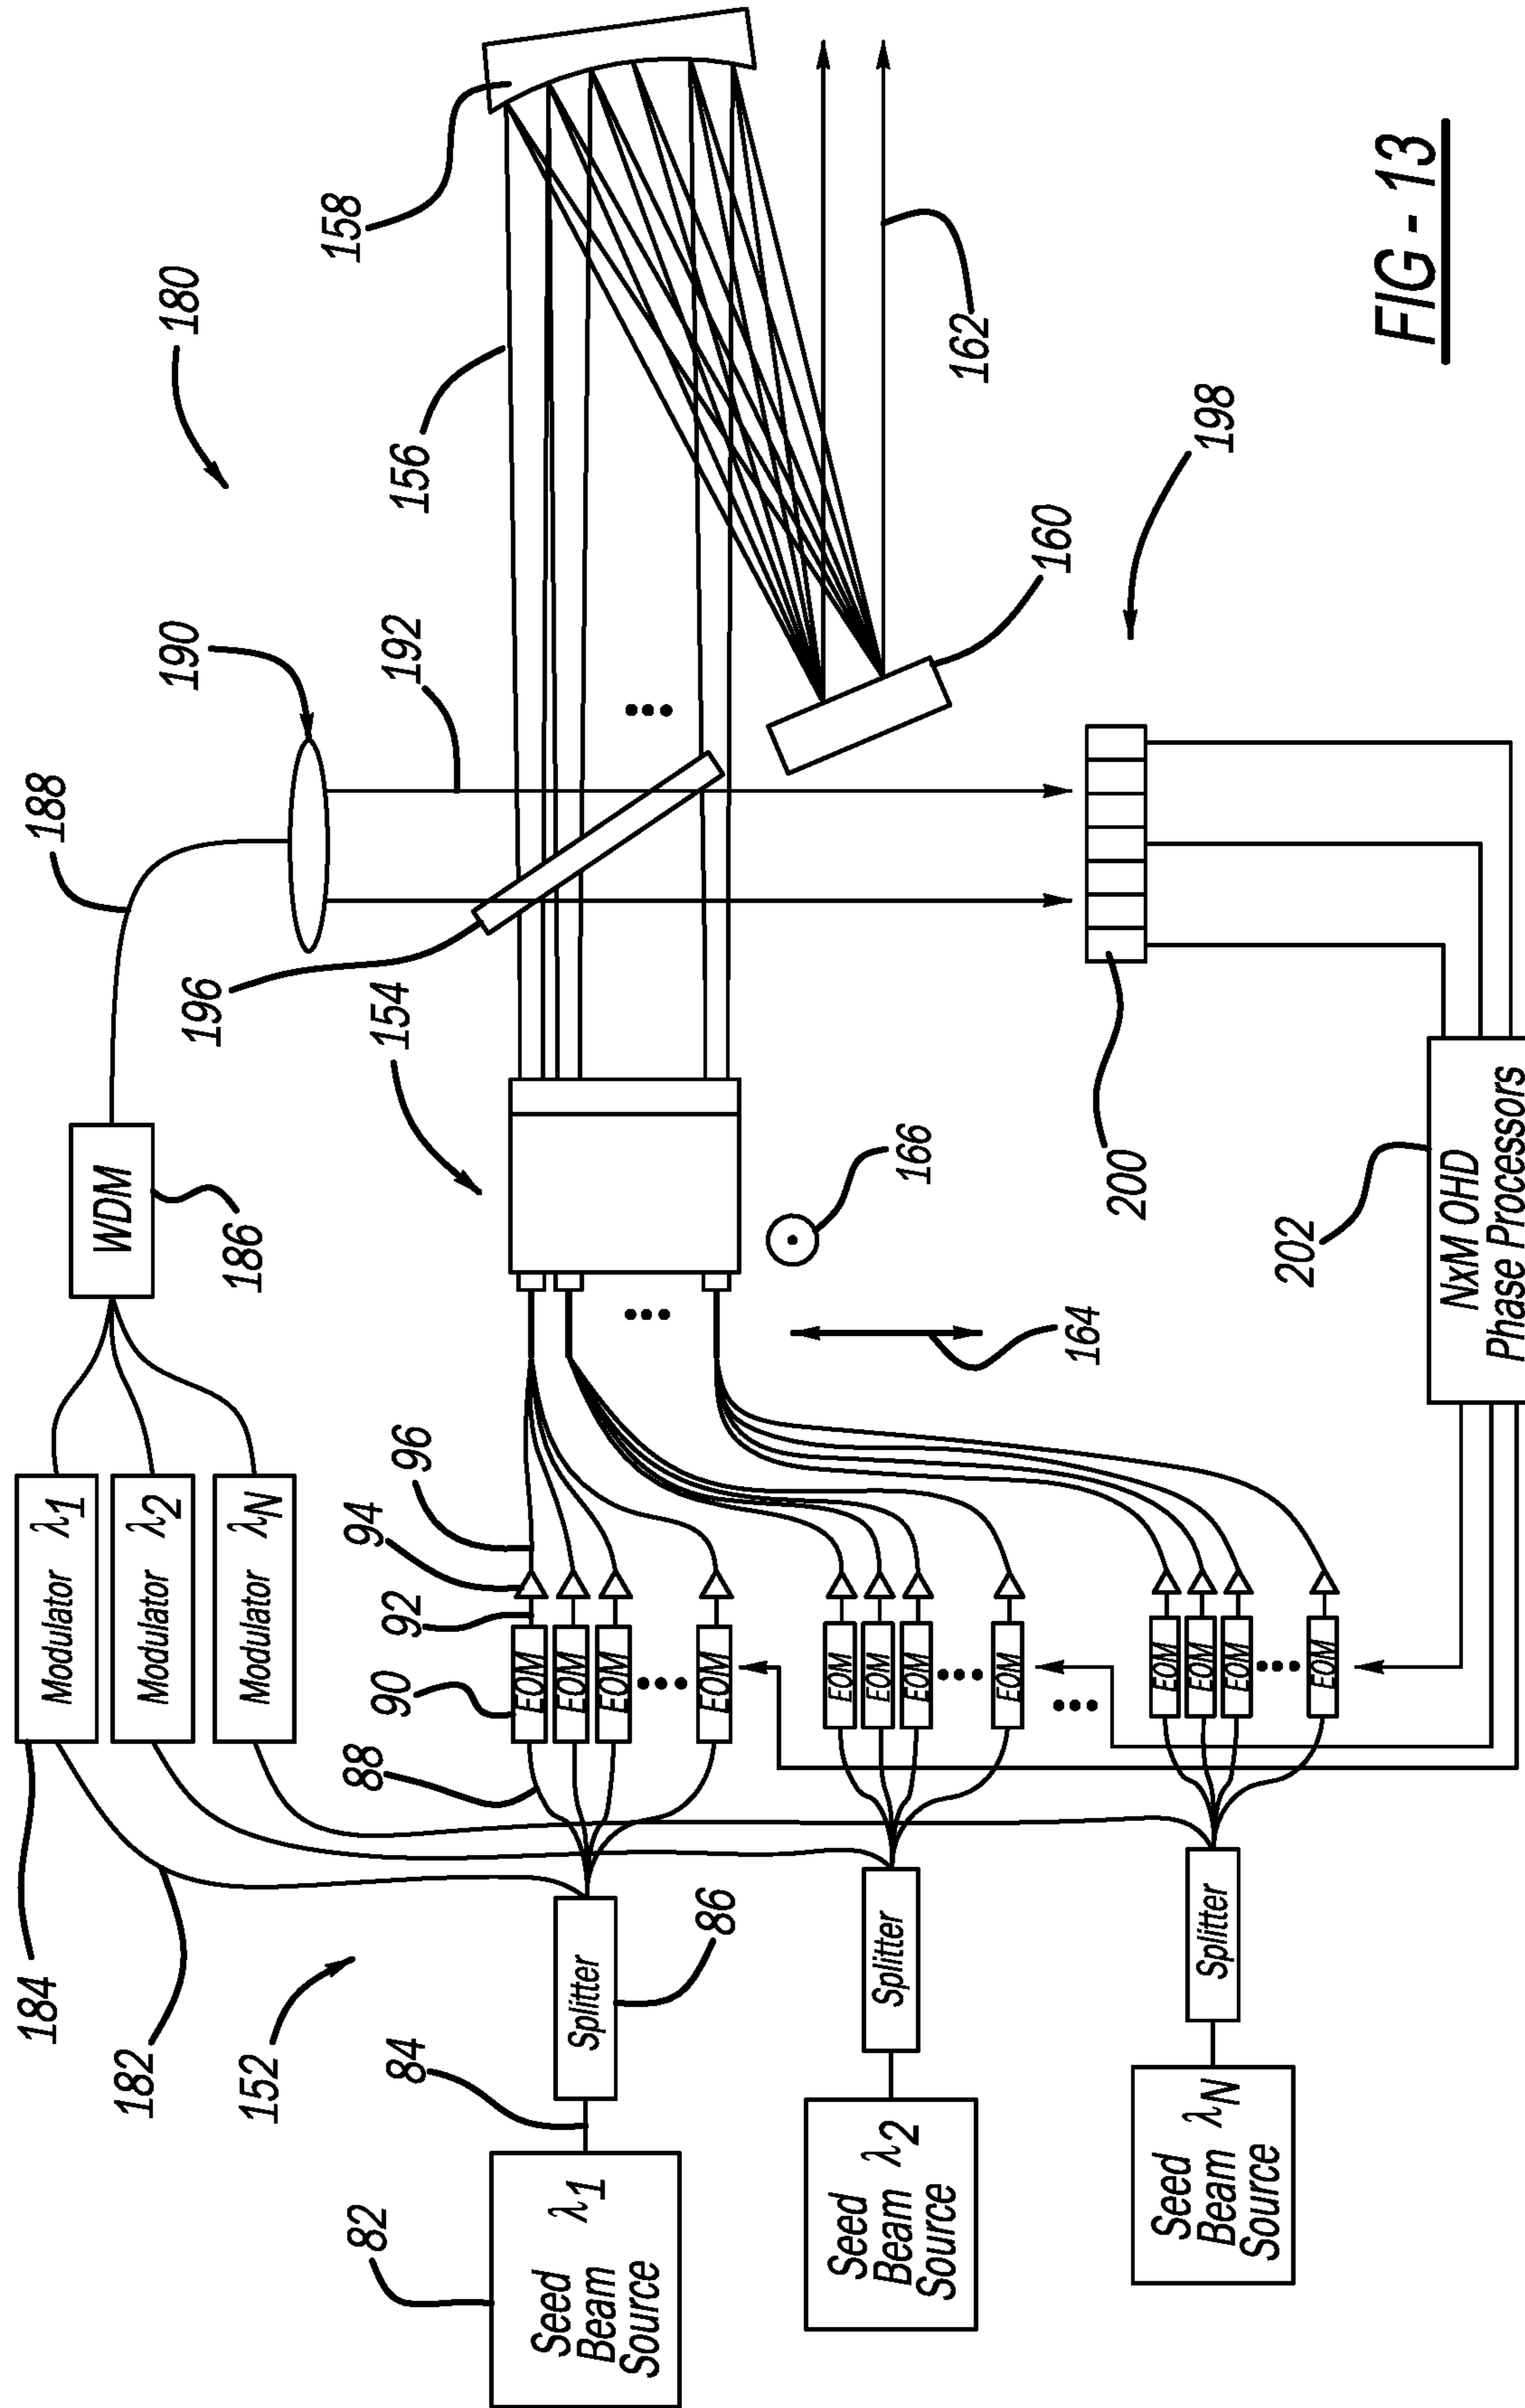 184
182
152
84
82
Seed
Beam λ1
Source
Splitter
86
88
90
92
94
96
Modulator λ1
Modulator λ2
Modulator λN
WDM
186
188
190
192
196
154
180
156
158
EOM
EOM
EOM
EOM
Seed
Beam λ2
Source
Splitter
EOM
EOM
EOM
EOM
Seed
Beam λN
Source
Splitter
EOM
EOM
EOM
EOM
164
166
160
162
198
200
202
NxM OHD
Phase Processors
FIG - 13